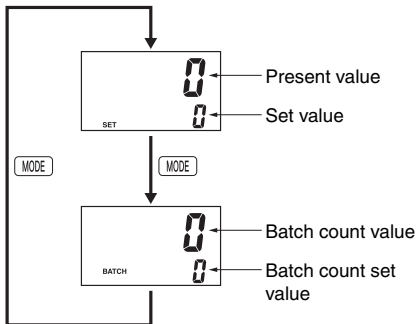 0
Present value
0
Set value
SET
MODE
MODE
0
Batch count value
BATCH
0
Batch count set
value